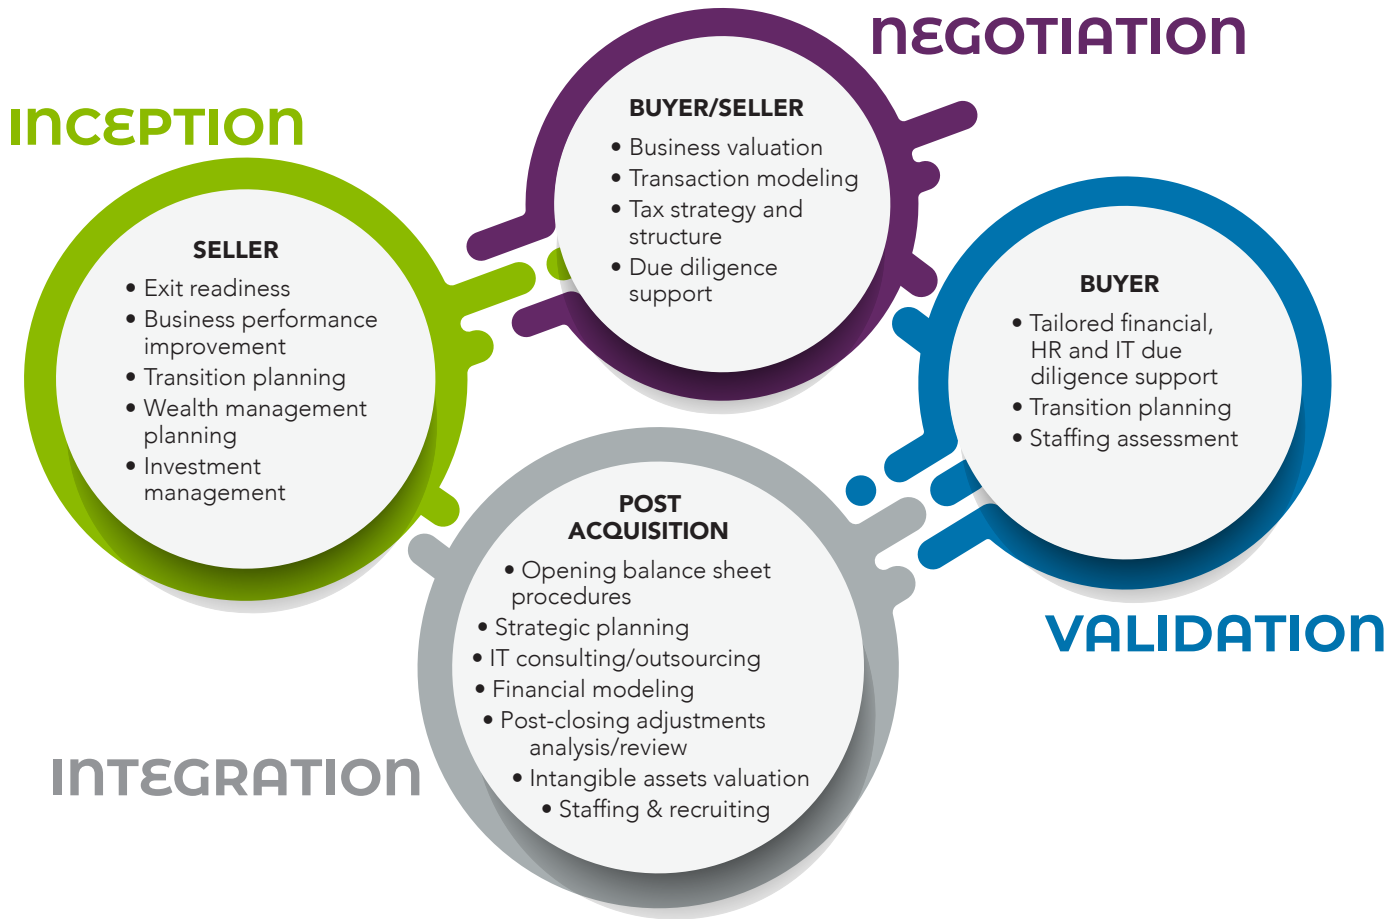 INCEPTION
SELLER
• Exit readiness
• Business performance
improvement
• Transition planning
• Wealth management
planning
• Investment
management
NEGOTIATION
BUYER/SELLER
• Business valuation
• Transaction modeling
• Tax strategy and
structure
• Due diligence
support
BUYER
• Tailored financial,
HR and IT due
diligence support
• Transition planning
• Staffing assessment
VALIDATION
POST
ACQUISITION
• Opening balance sheet
procedures
• Strategic planning
• IT consulting/outsourcing
• Financial modeling
• Post-closing adjustments
analysis/review
• Intangible assets valuation
• Staffing & recruiting
INTEGRATION